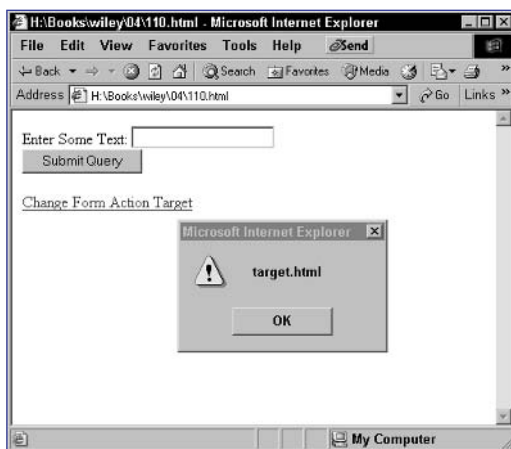 H:\Books\wiley\04\110.html - Microsoft Internet Explorer
File Edit View Favorites Tools Help Send
Back Search Favorites Media »
Address H:\Books\wiley\04\110.html Go Links »
Enter Some Text:
Submit Query
Change Form Action Target
Microsoft Internet Explorer
target.html
OK
My Computer